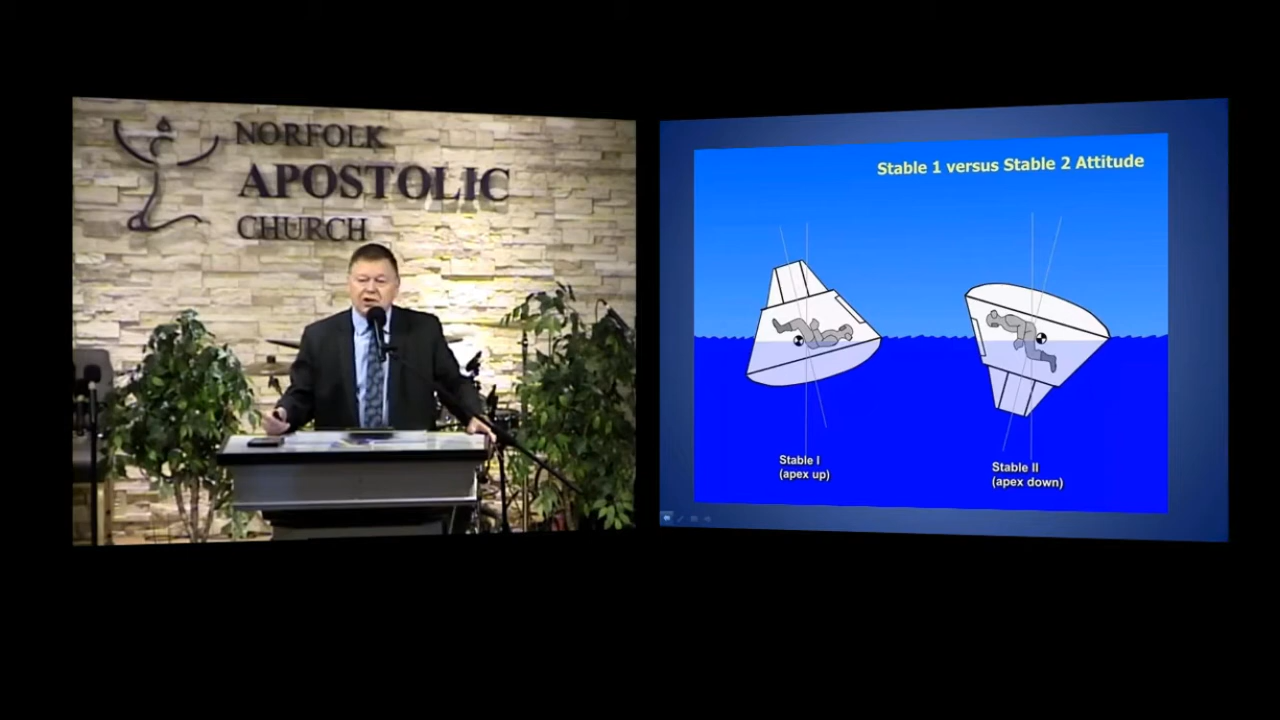 NORFOLK
APOSTOLIC
CHURCH
Stable 1 versus Stable 2 Attitude
Stable I
(apex up)
Stable II
(apex down)